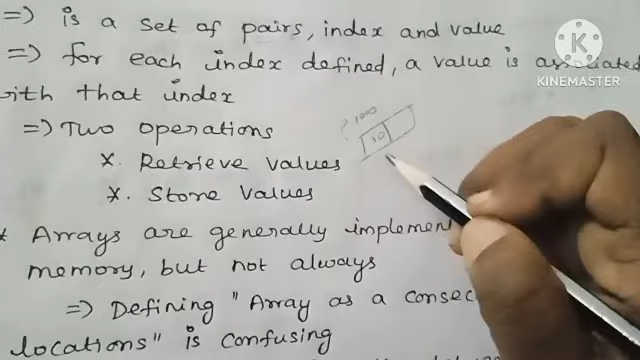 => is a set of pairs, index and value
=> for each index defined, a value is associated
with that index
=> Two operations
1000
10
*. Retrieve values
*. Store values
* Arrays are generally implement
memory, but not always
=> Defining "Array as a consec
locations" is confusing
K
KINEMASTER